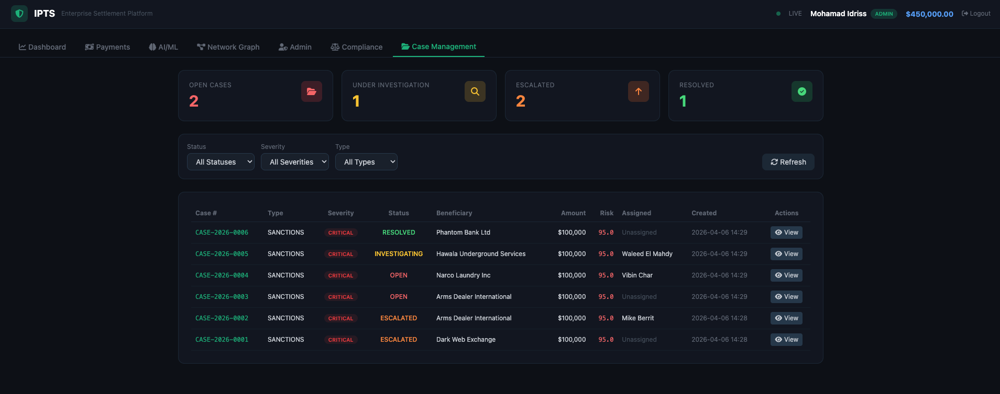 IPTS Enterprise Settlement Platform LIVE Mohamad Idriss ADMIN $450,000.00 Logout
Dashboard Payments AI/ML Network Graph Admin Compliance Case Management
OPEN CASES
2
UNDER INVESTIGATION
1
ESCALATED
2
RESOLVED
1
Status Severity Type
All Statuses All Severities All Types Refresh
Case # Type Severity Status Beneficiary Amount Risk Assigned Created Actions
CASE-2026-0006 SANCTIONS CRITICAL RESOLVED Phantom Bank Ltd $100,000 95.0 Unassigned 2026-04-06 14:29 View
CASE-2026-0005 SANCTIONS CRITICAL INVESTIGATING Hawala Underground Services $100,000 95.0 Waleed El Mahdy 2026-04-06 14:29 View
CASE-2026-0004 SANCTIONS CRITICAL OPEN Narco Laundry Inc $100,000 95.0 Vibin Char 2026-04-06 14:29 View
CASE-2026-0003 SANCTIONS CRITICAL OPEN Arms Dealer International $100,000 95.0 Unassigned 2026-04-06 14:29 View
CASE-2026-0002 SANCTIONS CRITICAL ESCALATED Arms Dealer International $100,000 95.0 Mike Berrit 2026-04-06 14:28 View
CASE-2026-0001 SANCTIONS CRITICAL ESCALATED Dark Web Exchange $100,000 95.0 Unassigned 2026-04-06 14:28 View